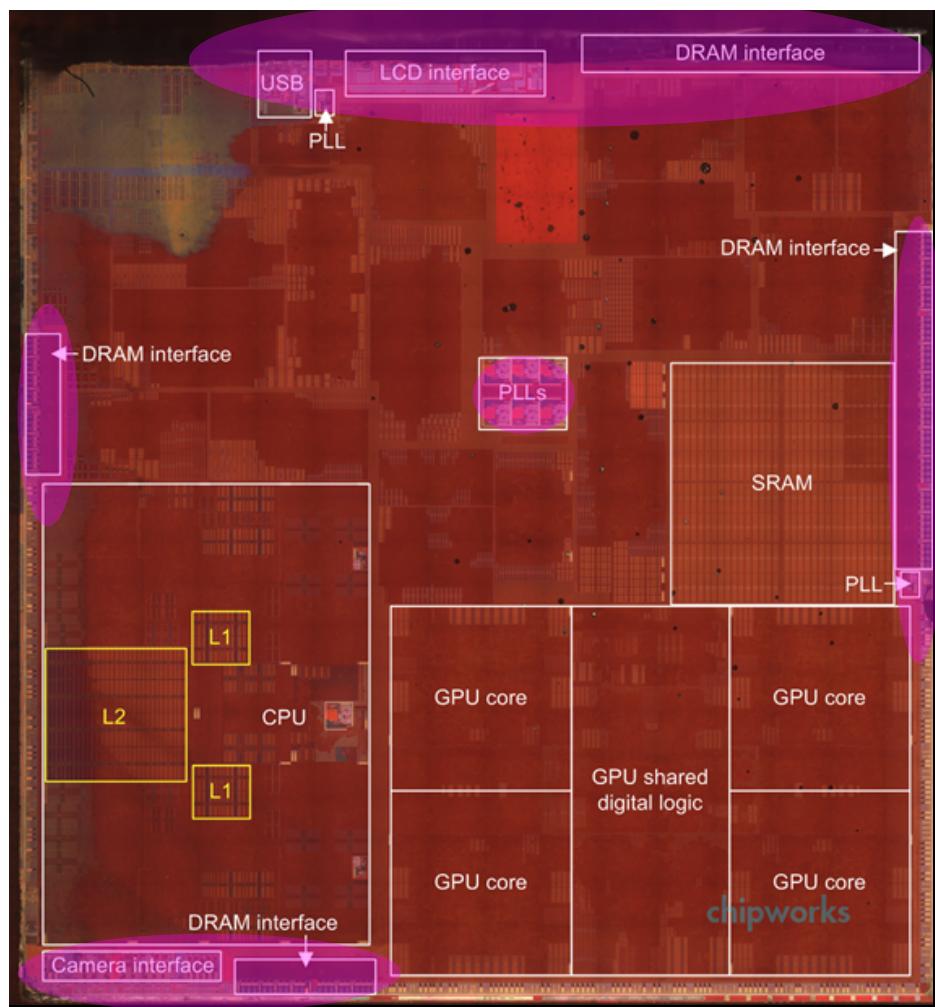 DRAM interface
LCD interface
USB
PLL
DRAM interface
DRAM interface
PLLs
SRAM
PLL
L1
L2
CPU
L1
GPU core
GPU core
GPU shared
digital logic
GPU core
GPU core
chipworks
DRAM interface
Camera interface